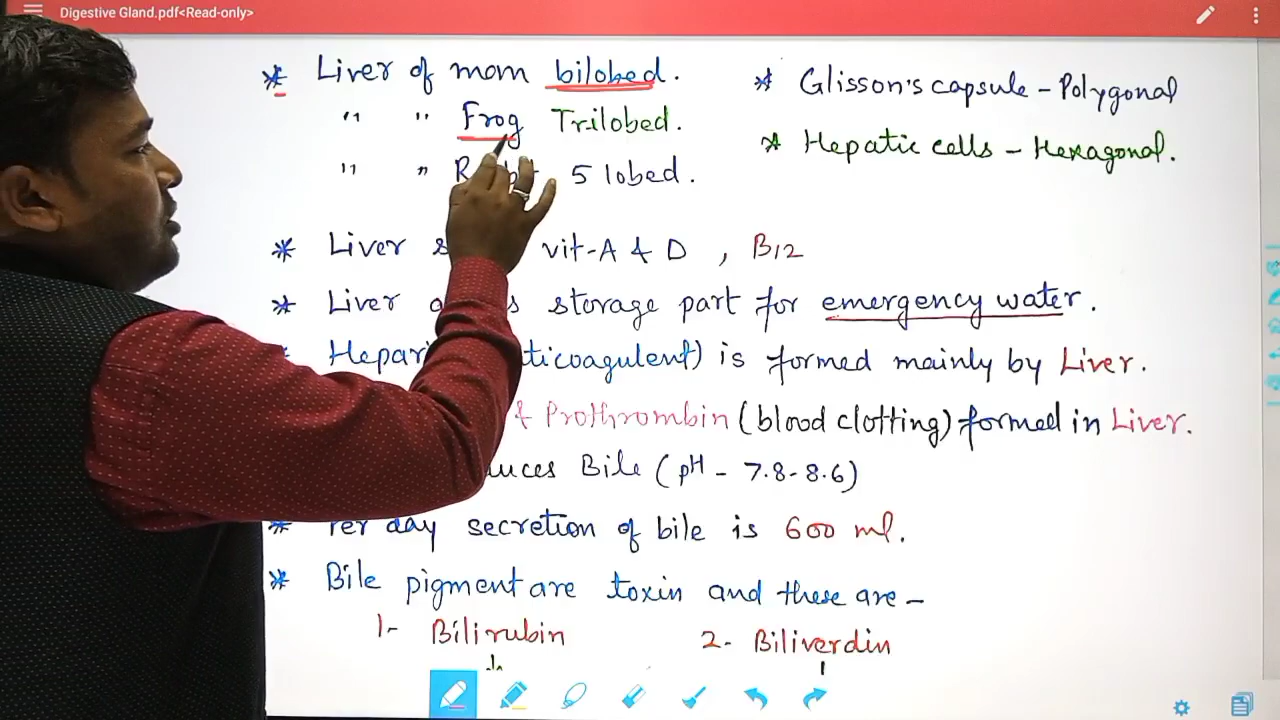 Digestive Gland.pdf<Read-only>
* Liver of mam bilobed.
" " Frog Trilobed.
" " 5 lobed.
* Glisson's capsule - Polygonal
* Hepatic cells - Hexagonal.
* Liver vit-A & D , B12
* Liver storage part for emergency water.
* ticoagulent) is formed mainly by Liver.
& Prothrombin (blood clotting) formed in Liver.
uces Bile (pH - 7.8-8.6)
* Per day secretion of bile is 600 ml.
* Bile pigment are toxin and these are -
1- Bilirubin 2- Biliverdin